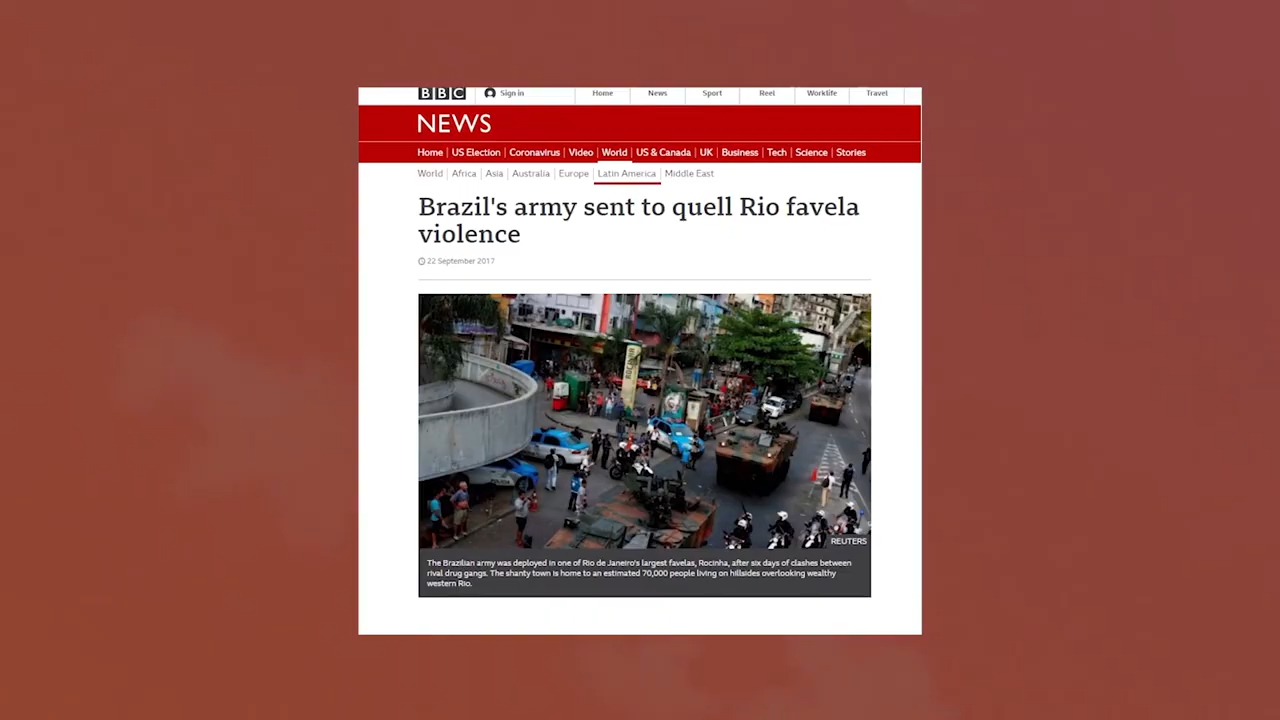 BBC Sign in Home News Sport Reel Worklife Travel
NEWS
Home US Election Coronavirus Video World US & Canada UK Business Tech Science Stories
World Africa Asia Australia Europe Latin America Middle East
Brazil's army sent to quell Rio favela
violence
22 September 2017
REUTERS
The Brazilian army was deployed in one of Rio de Janeiro's largest favelas, Rocinha, after six days of clashes between
rival drug gangs. The shanty town is home to an estimated 70,000 people living on hillsides overlooking wealthy
western Rio.